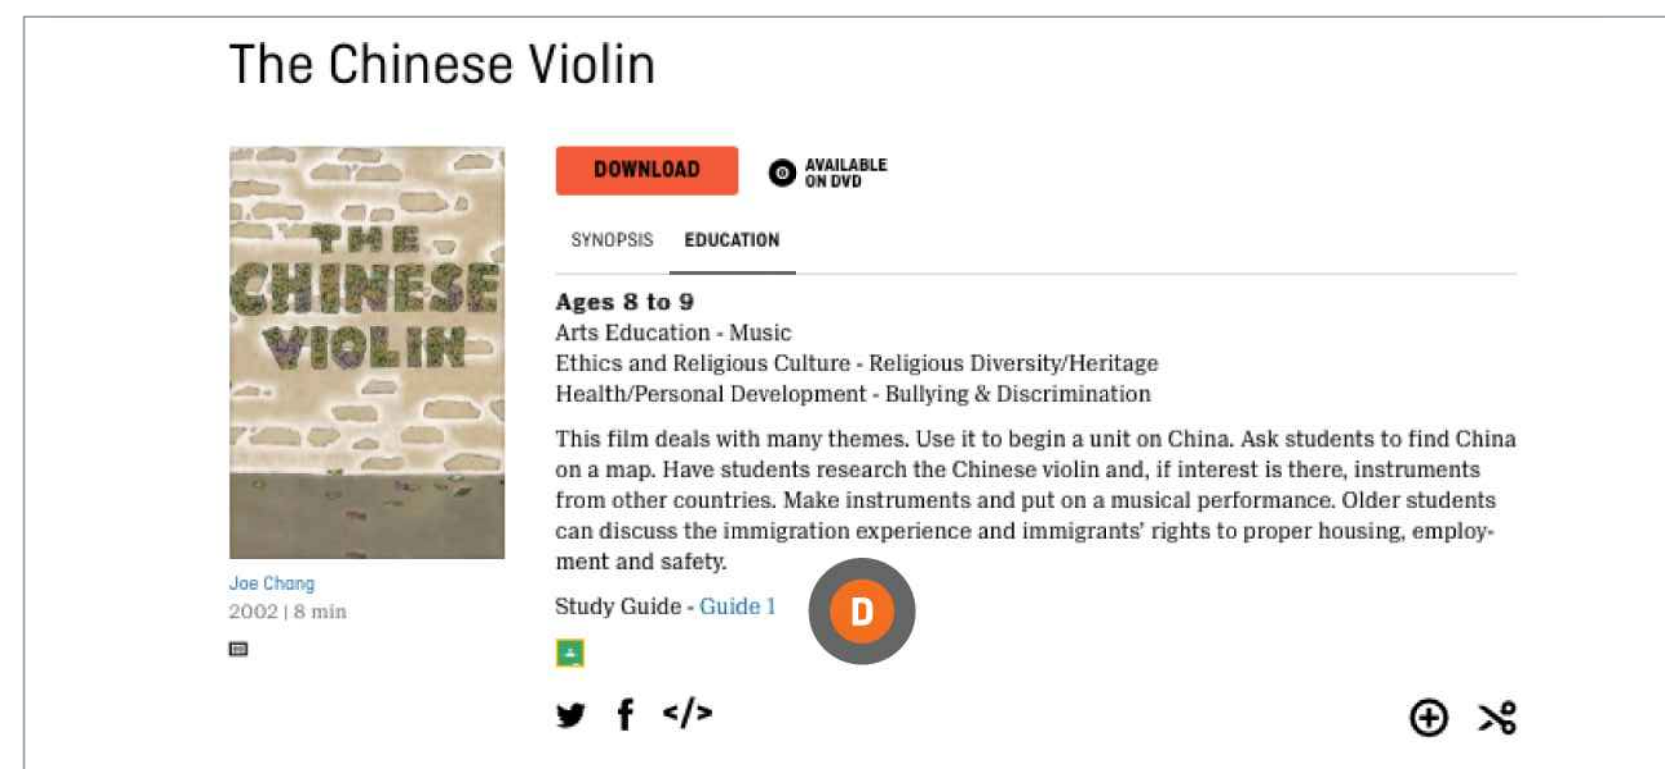 The Chinese Violin
THE
CHINESE
VIOLIN
DOWNLOAD
AVAILABLE
ON DVD
SYNOPSIS EDUCATION
Ages 8 to 9
Arts Education - Music
Ethics and Religious Culture - Religious Diversity/Heritage
Health/Personal Development - Bullying & Discrimination
This film deals with many themes. Use it to begin a unit on China. Ask students to find China
on a map. Have students research the Chinese violin and, if interest is there, instruments
from other countries. Make instruments and put on a musical performance. Older students
can discuss the immigration experience and immigrants' rights to proper housing, employ-
ment and safety.
Joe Chang
2002 | 8 min
Study Guide - Guide 1
D
f </>